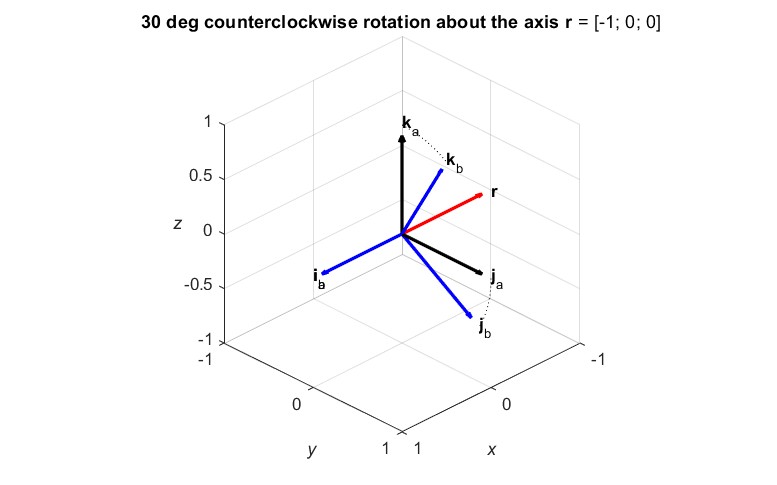 30 deg counterclockwise rotation about the axis r = [-1; 0; 0]
1
k_a
k_b
0.5
r
z
0
i_b
j_a
-0.5
j_b
-1
-1
-1
0
0
y
1
1
x